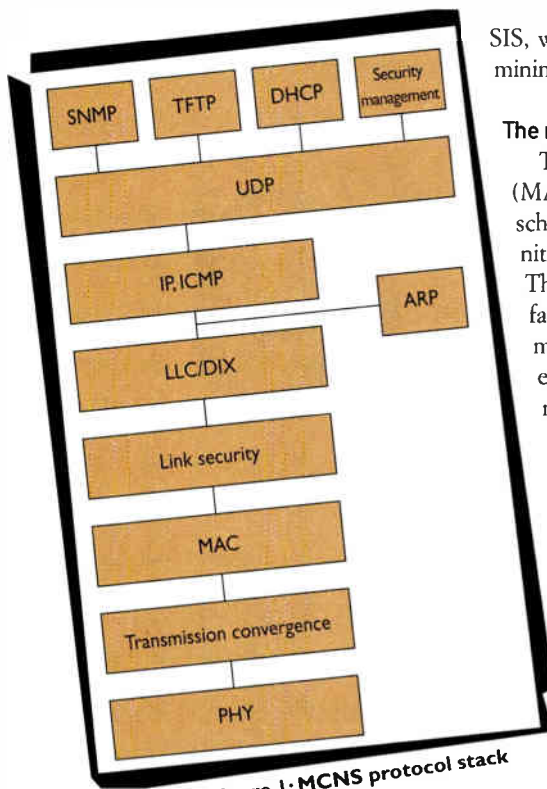 SNMP
TFTP
DHCP
Security
management
UDP
IP, ICMP
ARP
LLC/DIX
Link security
MAC
Transmission convergence
PHY
1: MCNS protocol stack
SIS, w
minin
The r
T
(MA
sch
nit
Th
fa
m
e
r